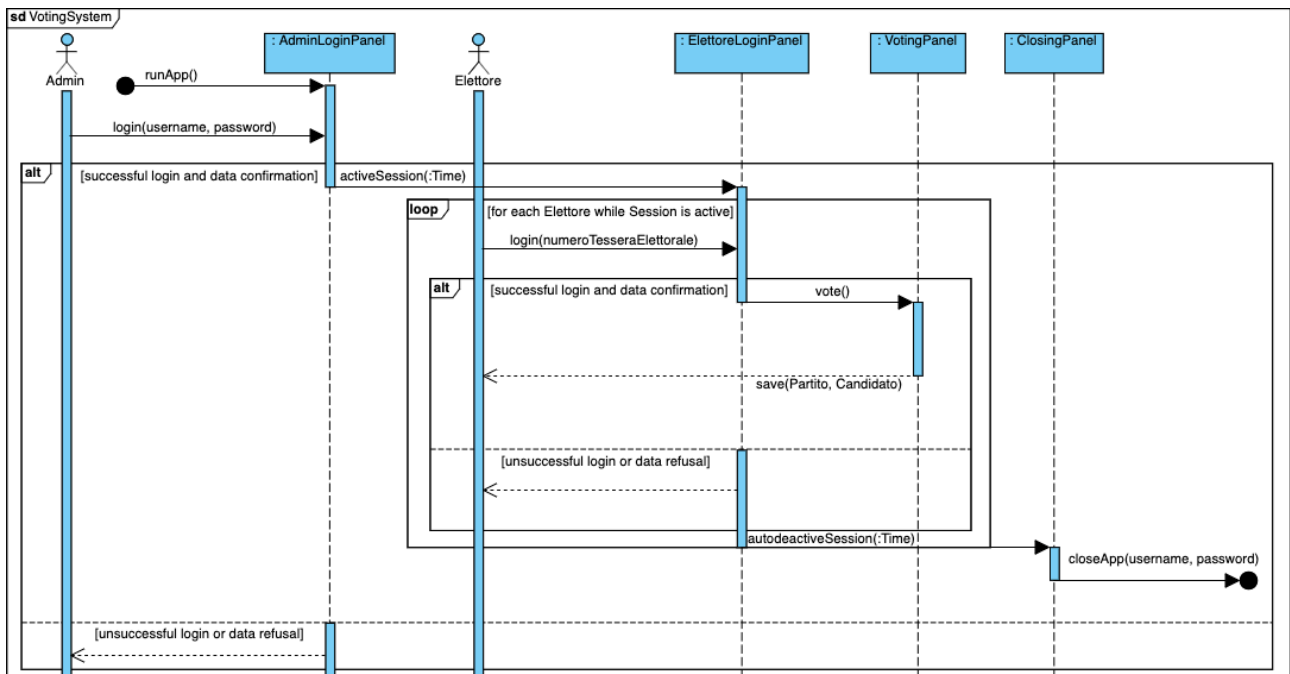 sd VotingSystem
: AdminLoginPanel
: ElettoreLoginPanel
: VotingPanel
: ClosingPanel
Admin
runApp()
Elettore
login(username, password)
alt
[successful login and data confirmation]
activeSession(:Time)
loop
[for each Elettore while Session is active]
login(numeroTesseraElettorale)
alt
[successful login and data confirmation]
vote()
save(Partito, Candidato)
[unsuccessful login or data refusal]
autodeactiveSession(:Time)
closeApp(username, password)
[unsuccessful login or data refusal]